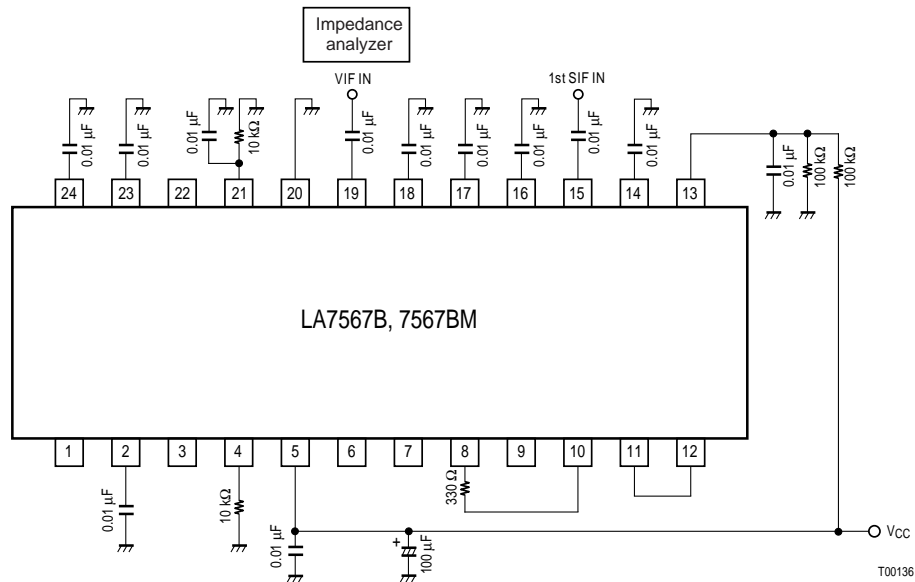 Impedance
analyzer
VIF IN
1st SIF IN
0.01 µF
0.01 µF
0.01 µF
10 kΩ
0.01 µF
0.01 µF
0.01 µF
0.01 µF
0.01 µF
0.01 µF
0.01 µF
100 kΩ
100 kΩ
24 23 22 21 20 19 18 17 16 15 14 13
LA7567B, 7567BM
1 2 3 4 5 6 7 8 9 10 11 12
0.01 µF
10 kΩ
330 Ω
0.01 µF
+
100 µF
VCC
T00136